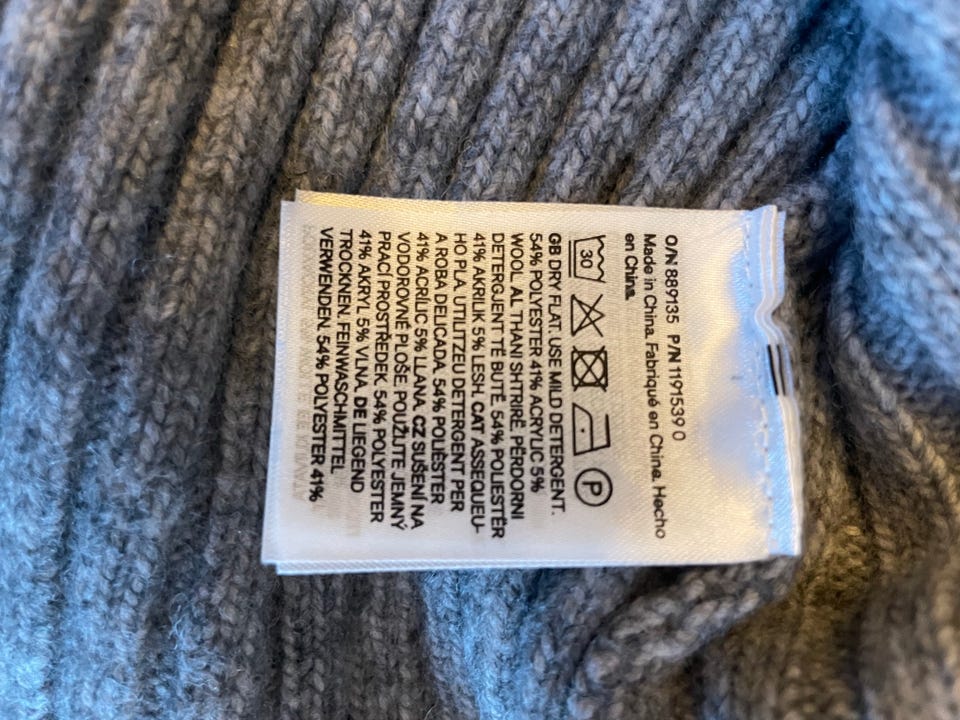 O/N 889135 P/N 1191539 0
Made in China. Fabriqué en Chine. Hecho
en China.
30
P
GB DRY FLAT. USE MILD DETERGENT.
54% POLYESTER 41% ACRYLIC 5%
WOOL. AL THANI SHTRIRË. PËRDORNI
DETERGJENT TË BUTË. 54% POLIESTËR
41% AKRILIK 5% LESH. CAT ASSEQUEU-
HO PLA. UTILITZEU DETERGENT PER
A ROBA DELICADA. 54% POLIÈSTER
41% ACRÍLIC 5% LLANA. CZ SUŠENÍ NA
VODOROVNÉ PLOŠE. POUŽIJTE JEMNÝ
PRACÍ PROSTŘEDEK. 54% POLYESTER
41% AKRYL 5% VLNA. DE LIEGEND
TROCKNEN. FEINWASCHMITTEL
VERWENDEN. 54% POLYESTER 41%